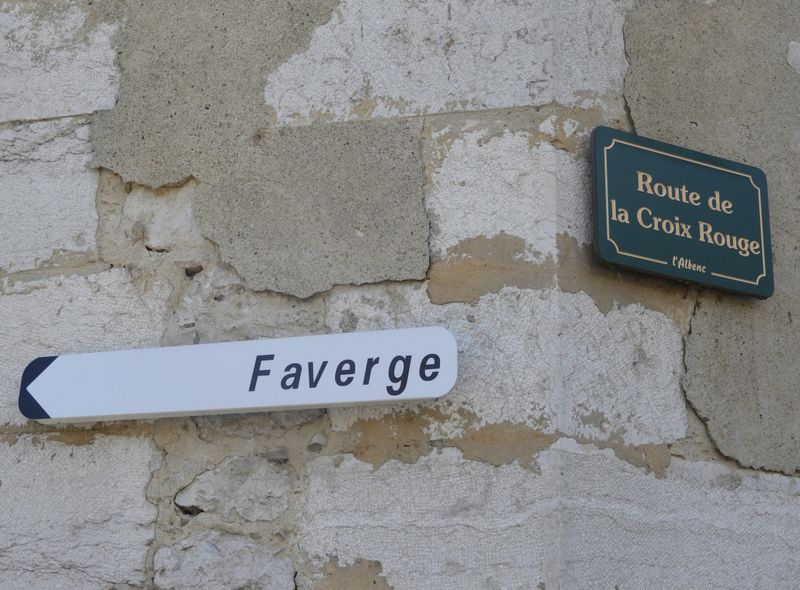 Route de
la Croix Rouge
l'Albenc
Faverge